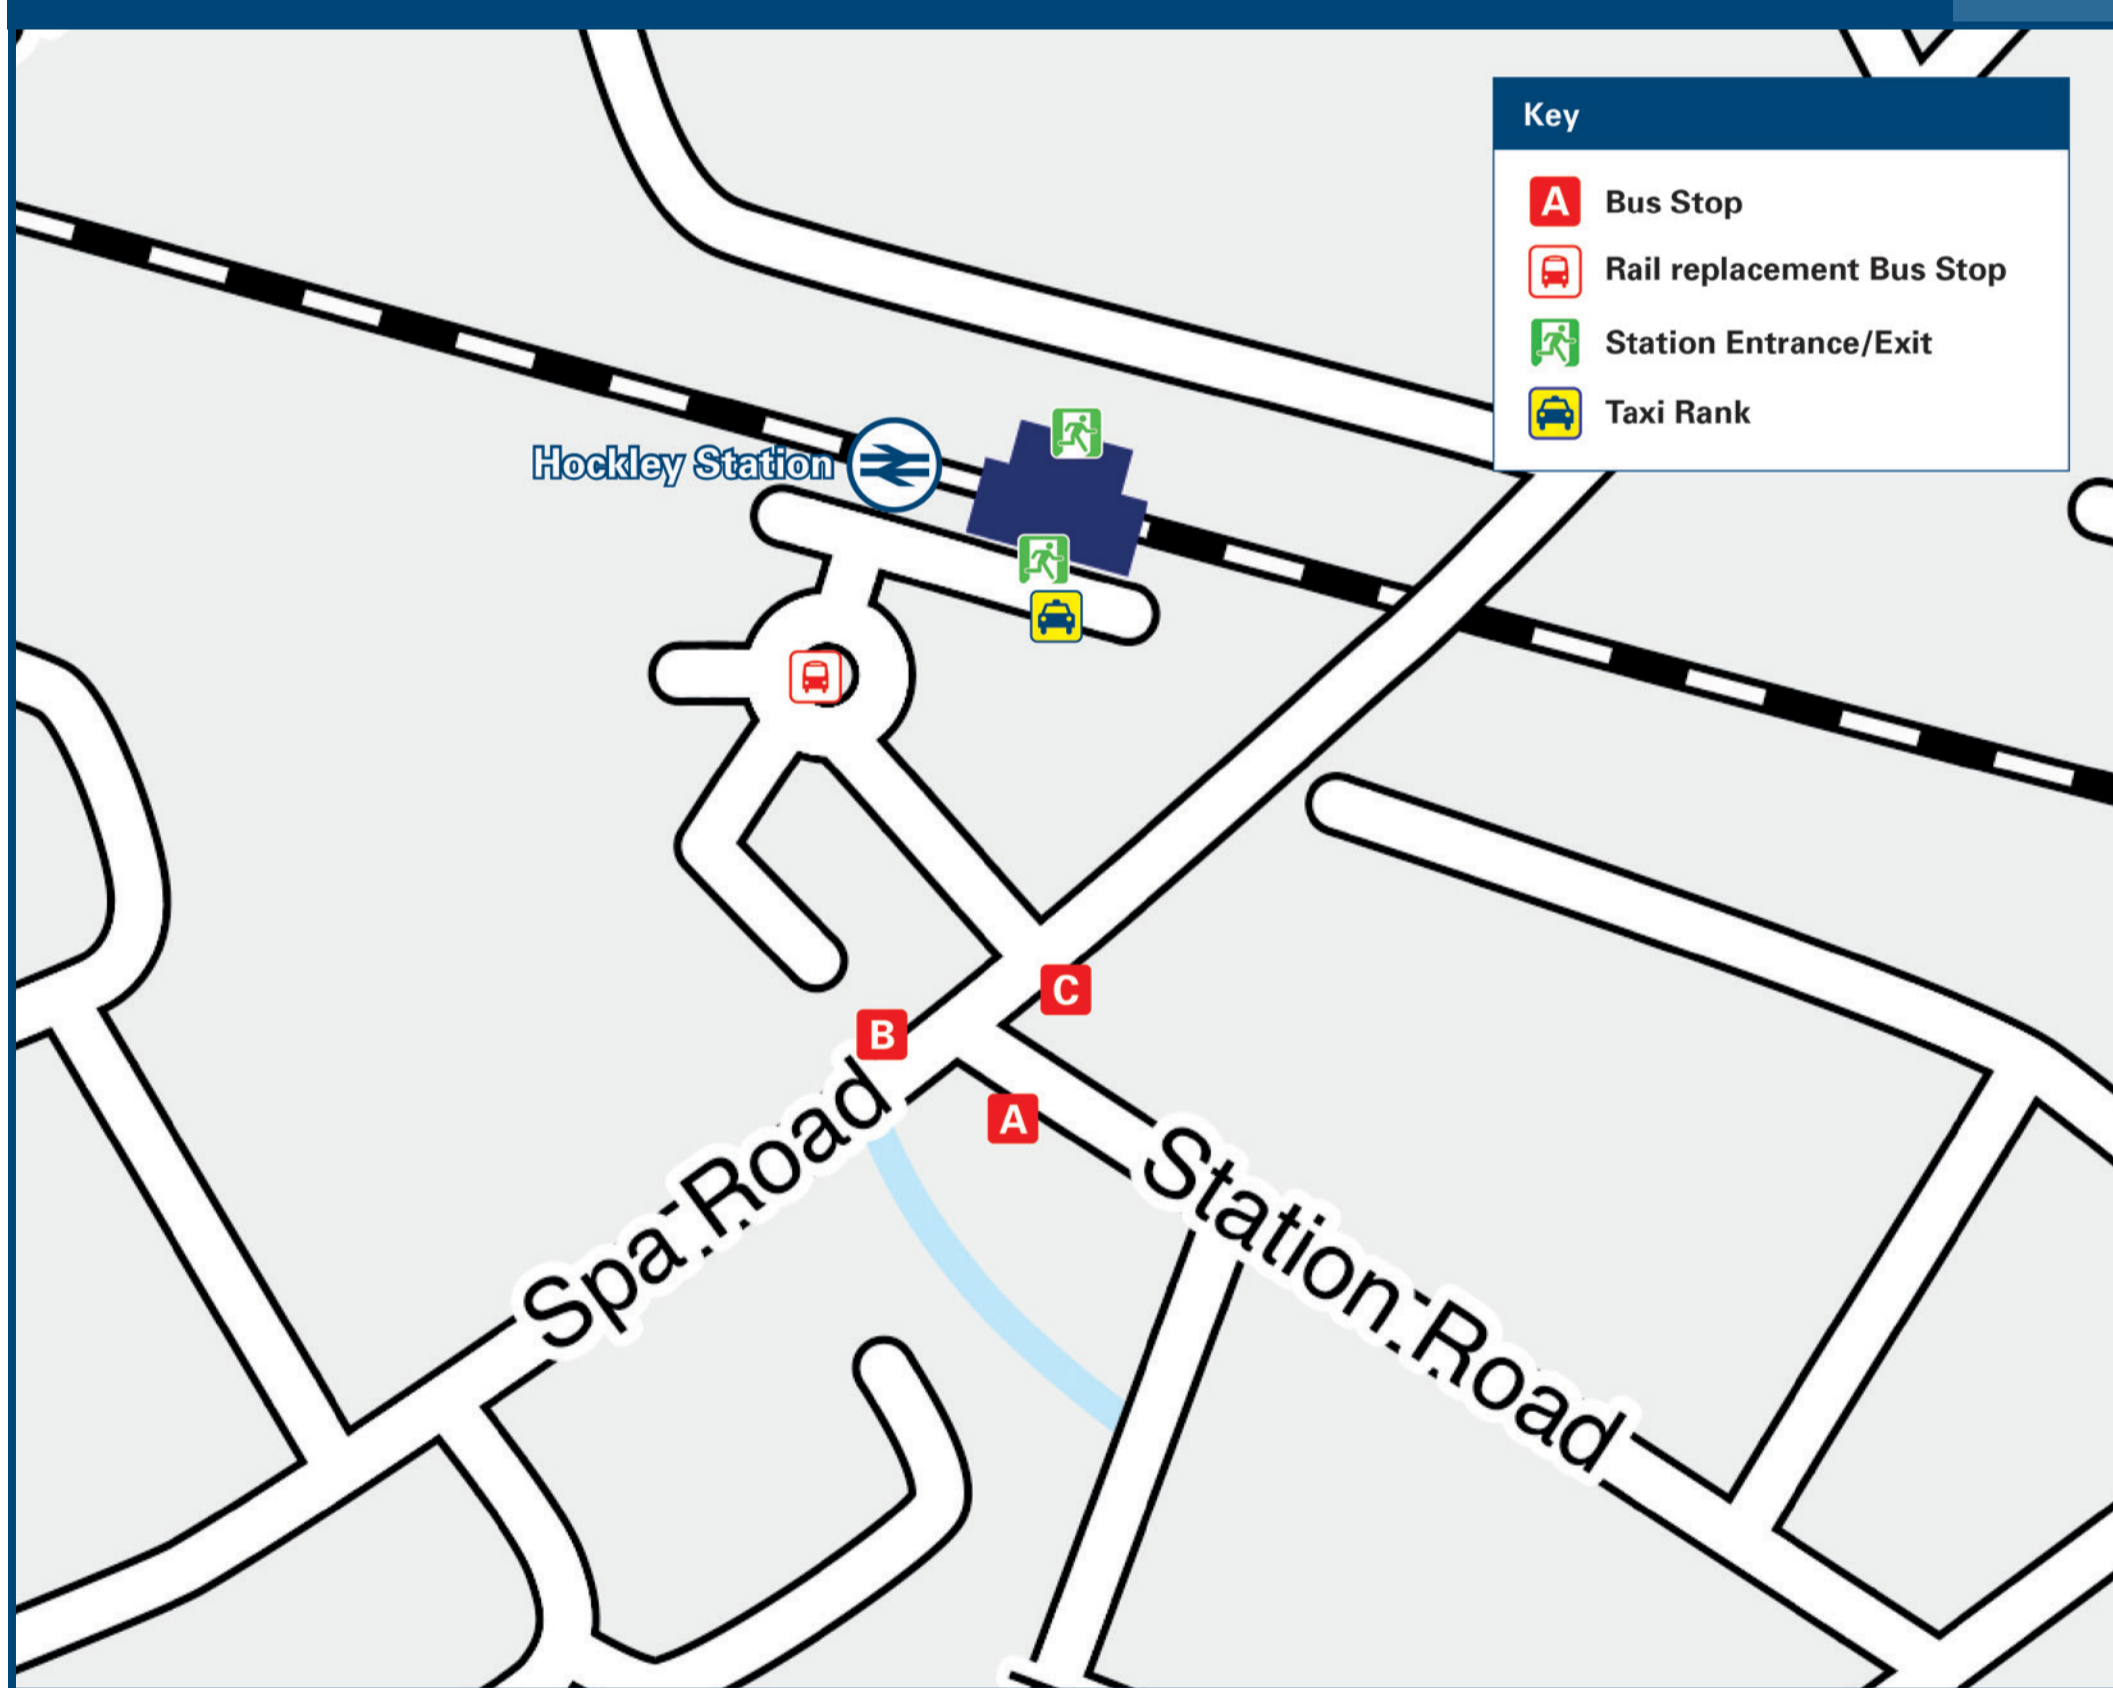 Key
A Bus Stop
Rail replacement Bus Stop
Station Entrance/Exit
Taxi Rank
Hockley Station
C
B
A
Spa Road
Station Road